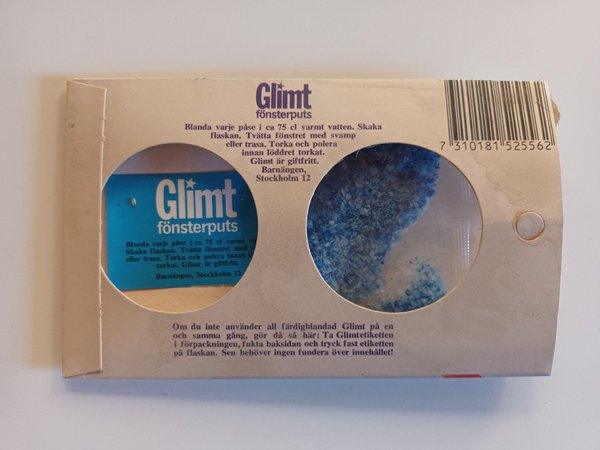 Glimt
fönsterputs
Blanda varje påse i ca 75 cl varmt vatten. Skaka
flaskan. Tvätta fönstret med svamp
eller trasa. Torka och polera
innan löddret torkat.
Glimt är giftfritt.
Barnängen,
Stockholm 12
7 310181 525562
Glimt
fönsterputs
Blanda varje påse i ca 75 cl varmt va
Skaka flaskan. Tvätta fönstret med s
eller trasa. Torka och polera innan l
torkat. Glimt är giftfritt.
Barnängen, Stockholm 12
Om du inte använder all färdigblandad Glimt på en
och samma gång, gör då så här: Ta Glimtetiketten
i förpackningen, fukta baksidan och tryck fast etiketten
på flaskan. Sen behöver ingen fundera över innehållet!